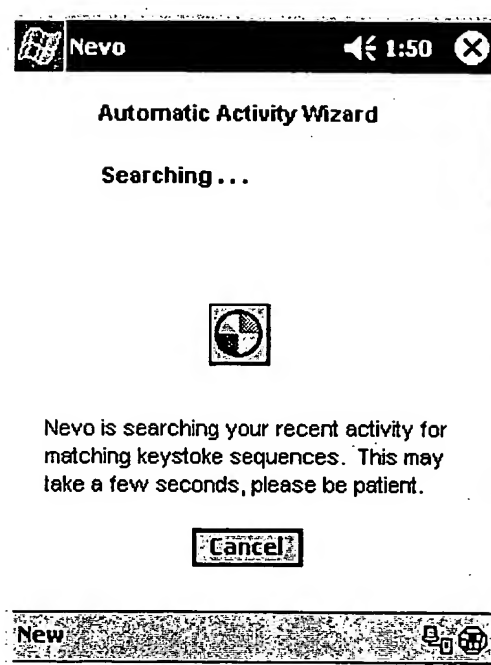 Nevo 1:50
Automatic Activity Wizard
Searching...
Nevo is searching your recent activity for
matching keystoke sequences. This may
take a few seconds, please be patient.
Cancel
New